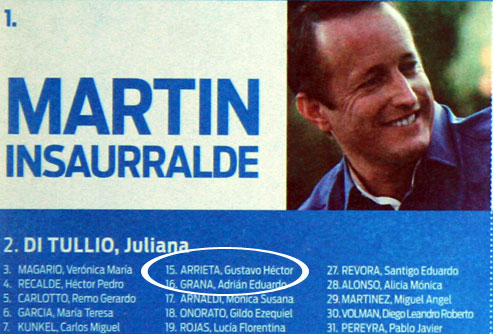 1.
MARTIN
INSAURRALDE
2. DI TULLIO, Juliana
3. MAGARIO, Verónica María
4. RECALDE, Héctor Pedro
5. CARLOTTO, Remo Gerardo
6. GARCIA, María Teresa
7. KUNKEL, Carlos Miguel
15. ARRIETA, Gustavo Héctor
16. GRANA, Adrián Eduardo
17. ARNALDI, Mónica Susana
18. ONORATO, Gildo Ezequiel
19. ROJAS, Lucía Florentina
27. REVORA, Santigo Eduardo
28. ALONSO, Alicia Mónica
29. MARTINEZ, Miguel Angel
30. VOLMAN, Diego Leandro Roberto
31. PEREYRA, Pablo Javier